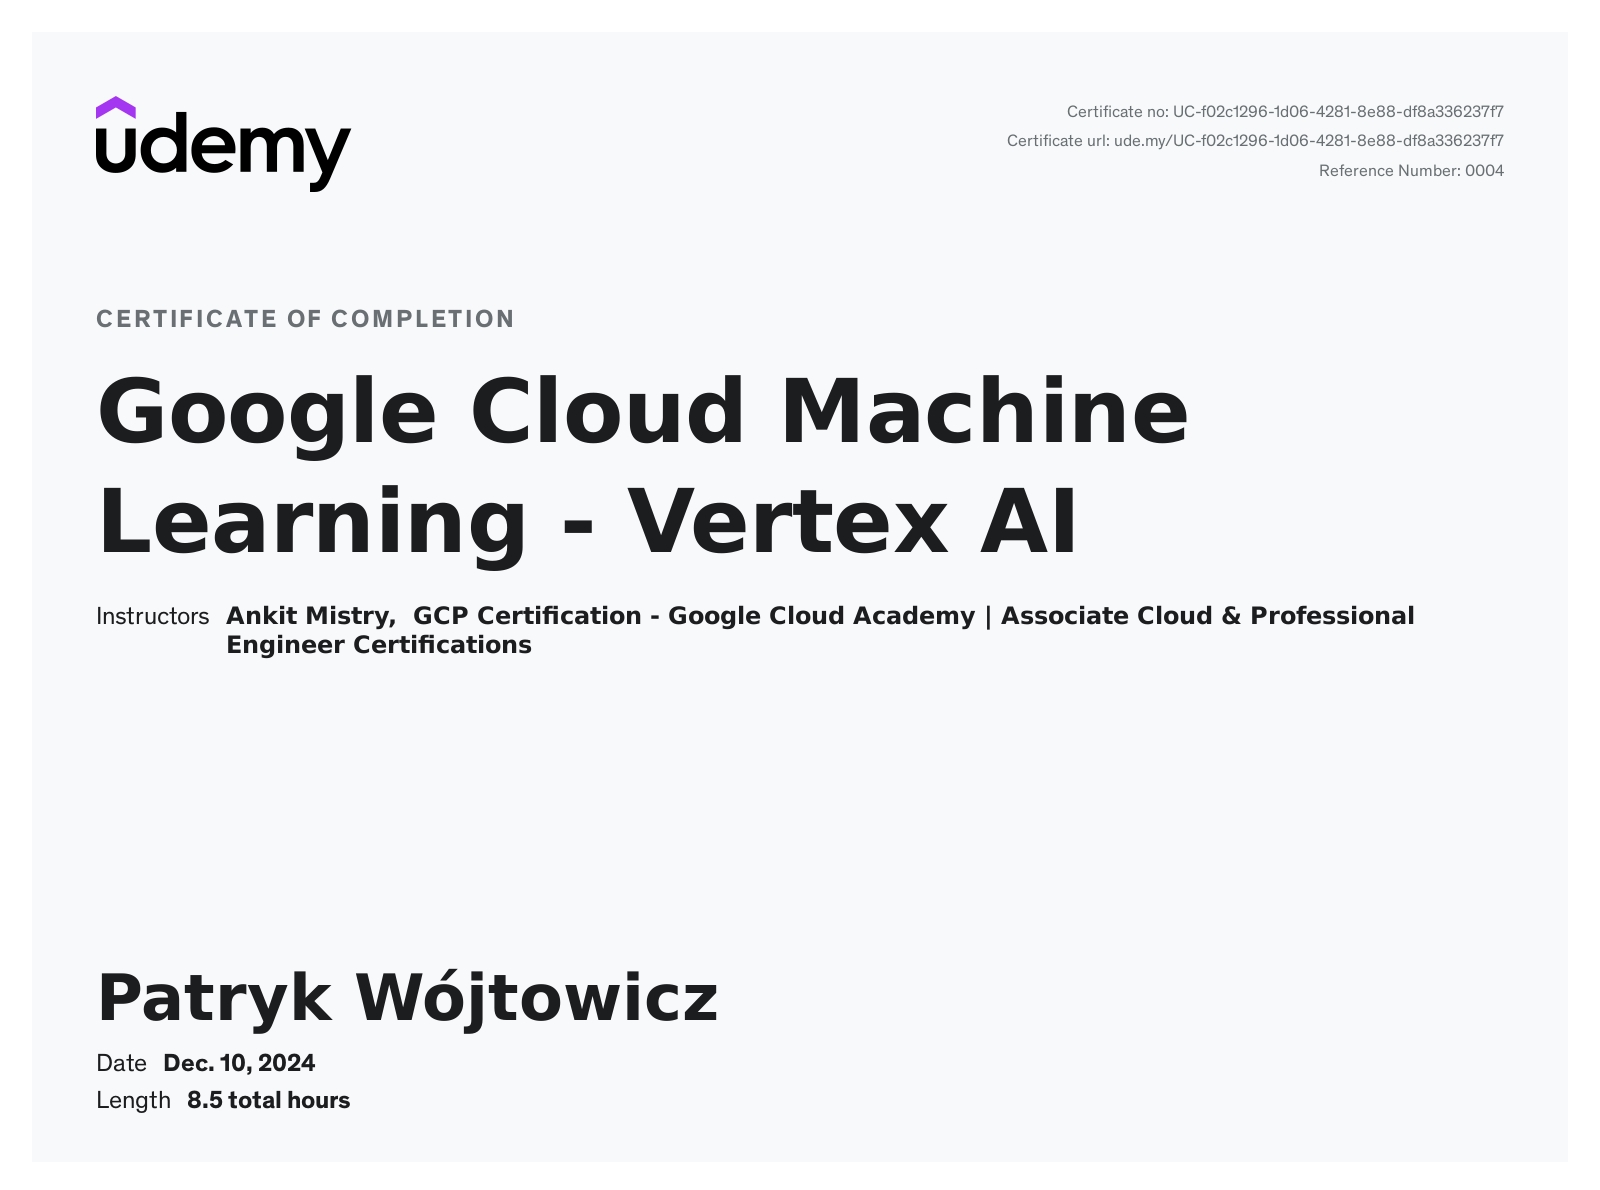 udemy
Certificate no: UC-f02c1296-1d06-4281-8e88-df8a336237f7
Certificate url: ude.my/UC-f02c1296-1d06-4281-8e88-df8a336237f7
Reference Number: 0004
CERTIFICATE OF COMPLETION
Google Cloud Machine
Learning - Vertex AI
Instructors Ankit Mistry, GCP Certification - Google Cloud Academy | Associate Cloud & Professional
Engineer Certifications
Patryk Wójtowicz
Date Dec. 10, 2024
Length 8.5 total hours